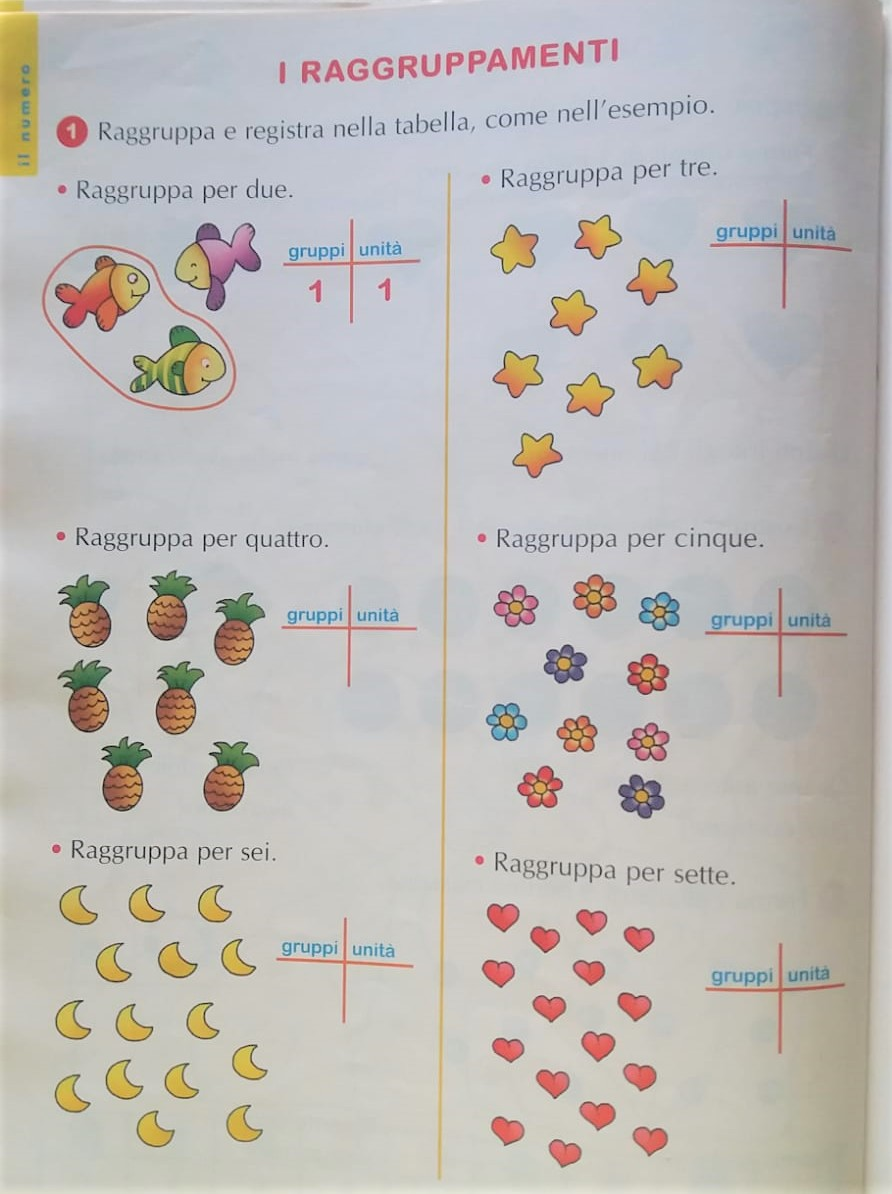 il numero
I RAGGRUPPAMENTI
1 Raggruppa e registra nella tabella, come nell'esempio.
• Raggruppa per due.
gruppi unità
1 1
• Raggruppa per tre.
gruppi unità
• Raggruppa per quattro.
gruppi unità
• Raggruppa per cinque.
gruppi unità
• Raggruppa per sei.
gruppi unità
• Raggruppa per sette.
gruppi unità